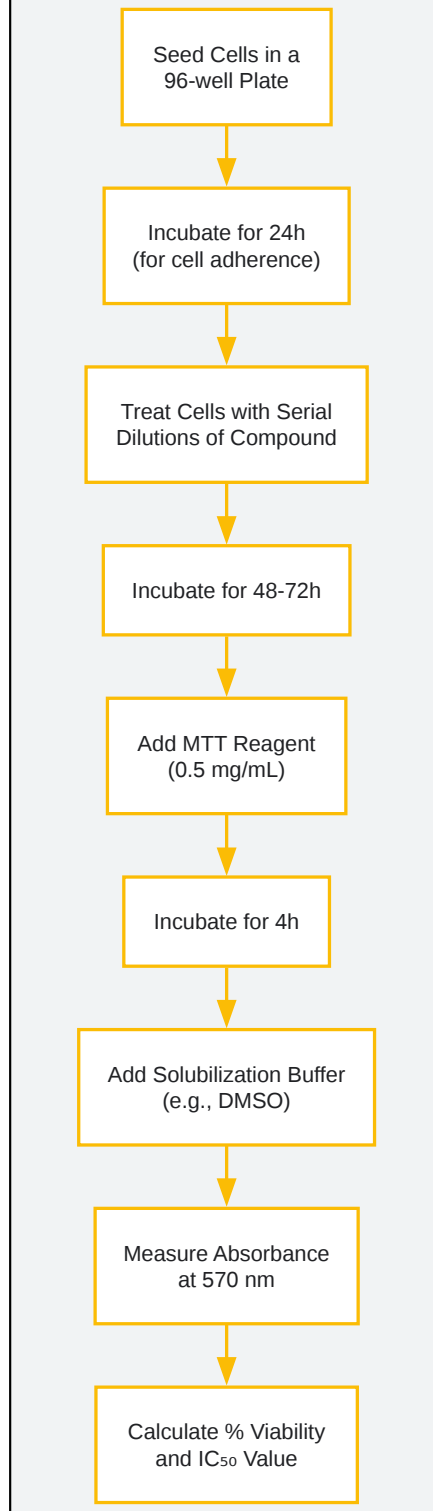 Seed Cells in a
96-well Plate
Incubate for 24h
(for cell adherence)
Treat Cells with Serial
Dilutions of Compound
Incubate for 48-72h
Add MTT Reagent
(0.5 mg/mL)
Incubate for 4h
Add Solubilization Buffer
(e.g., DMSO)
Measure Absorbance
at 570 nm
Calculate % Viability
and IC₅₀ Value